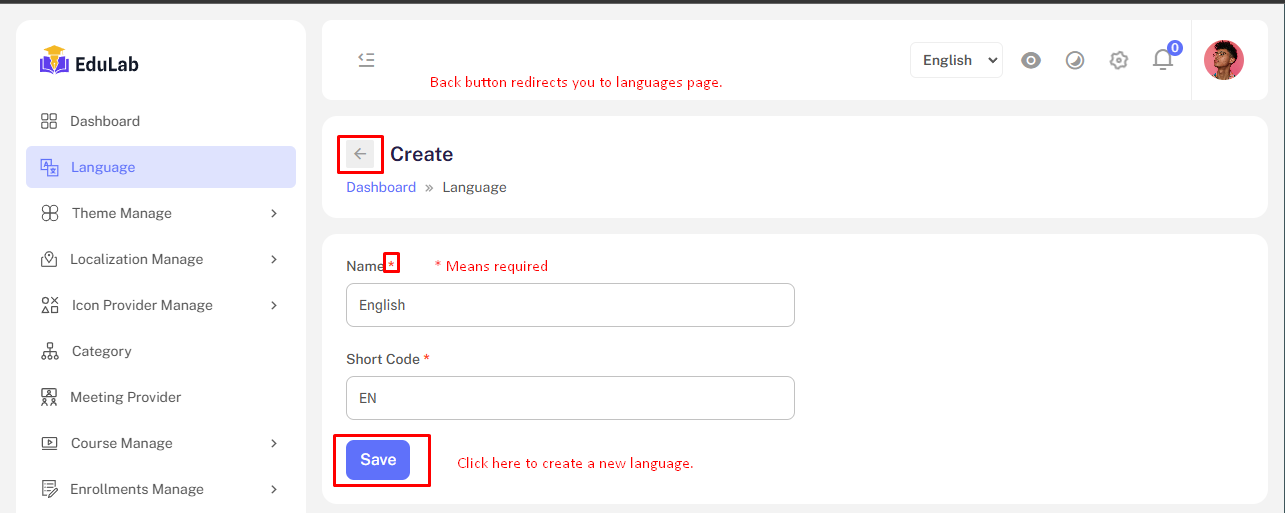 EduLab
Dashboard
Language
Theme Manage
Localization Manage
Icon Provider Manage
Category
Meeting Provider
Course Manage
Enrollments Manage
English
0
Back button redirects you to languages page.
Create
Dashboard » Language
Name * * Means required
English
Short Code *
EN
Save Click here to create a new language.